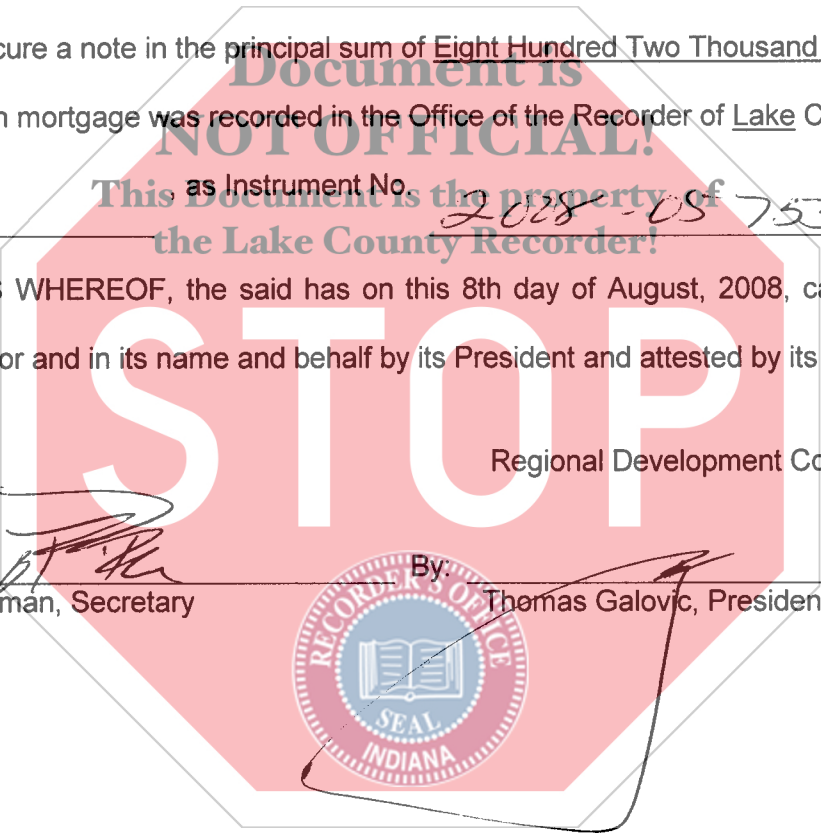 cure a note in the principal sum of Eight Hundred Two Thousand
Document is
n mortgage was recorded in the Office of the Recorder of Lake C
NOT OFFICIAL!
, as Instrument No. 2008-05753
This Document is the property of
the Lake County Recorder!
S WHEREOF, the said has on this 8th day of August, 2008, ca
or and in its name and behalf by its President and attested by its
STOP
Regional Development Co
By:
man, Secretary
Thomas Galovic, Presiden
RECORDER'S OFFICE
SEAL
INDIANA